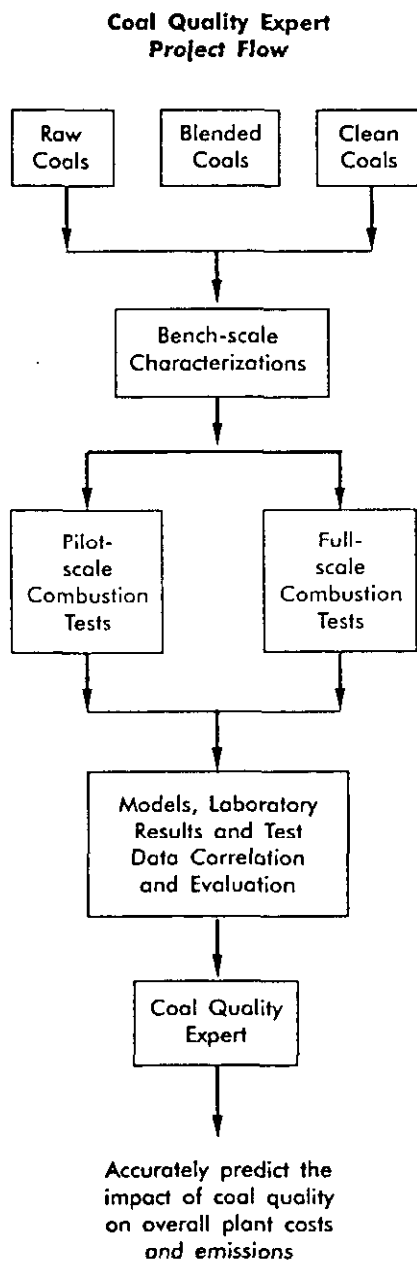 Coal Quality Expert
Project Flow
Raw
Coals
Blended
Coals
Clean
Coals
Bench-scale
Characterizations
Pilot-
scale
Combustion
Tests
Full-
scale
Combustion
Tests
Models, Laboratory
Results and Test
Data Correlation
and Evaluation
Coal Quality
Expert
Accurately predict the
impact of coal quality
on overall plant costs
and emissions